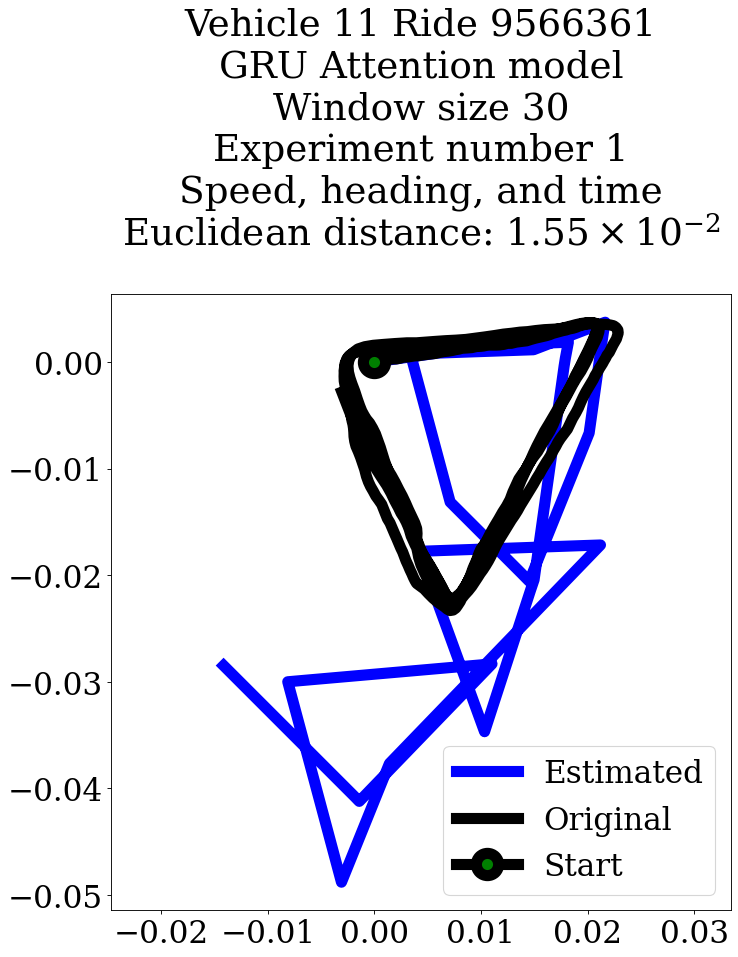 Vehicle 11 Ride 9566361
GRU Attention model
Window size 30
Experiment number 1
Speed, heading, and time
Euclidean distance: 1.55 × 10⁻²
0.00
−0.01
−0.02
−0.03
−0.04
−0.05
Estimated
Original
Start
−0.02 −0.01 0.00 0.01 0.02 0.03